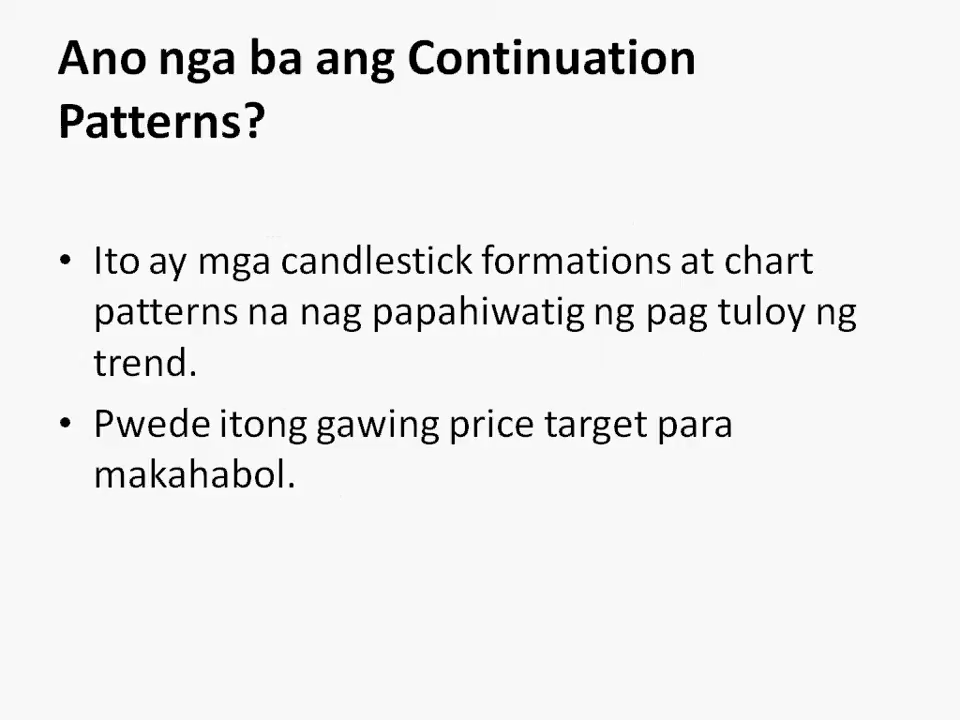 Ano nga ba ang Continuation
Patterns?
• Ito ay mga candlestick formations at chart
patterns na nag papahiwatig ng pag tuloy ng
trend.
• Pwede itong gawing price target para
makahabol.